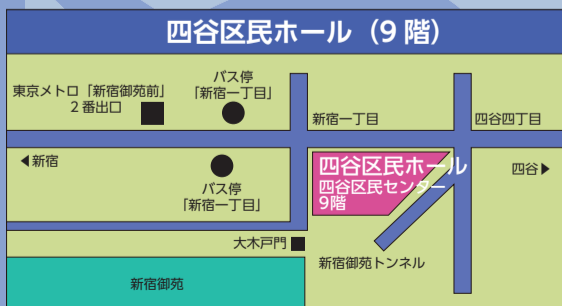 四谷区民ホール（9階）
東京メトロ「新宿御苑前」
2番出口
バス停
「新宿一丁目」
新宿一丁目
四谷四丁目
◀新宿
バス停
「新宿一丁目」
四谷区民ホール
四谷区民センター
9階
四谷▶
大木戸門
新宿御苑トンネル
新宿御苑